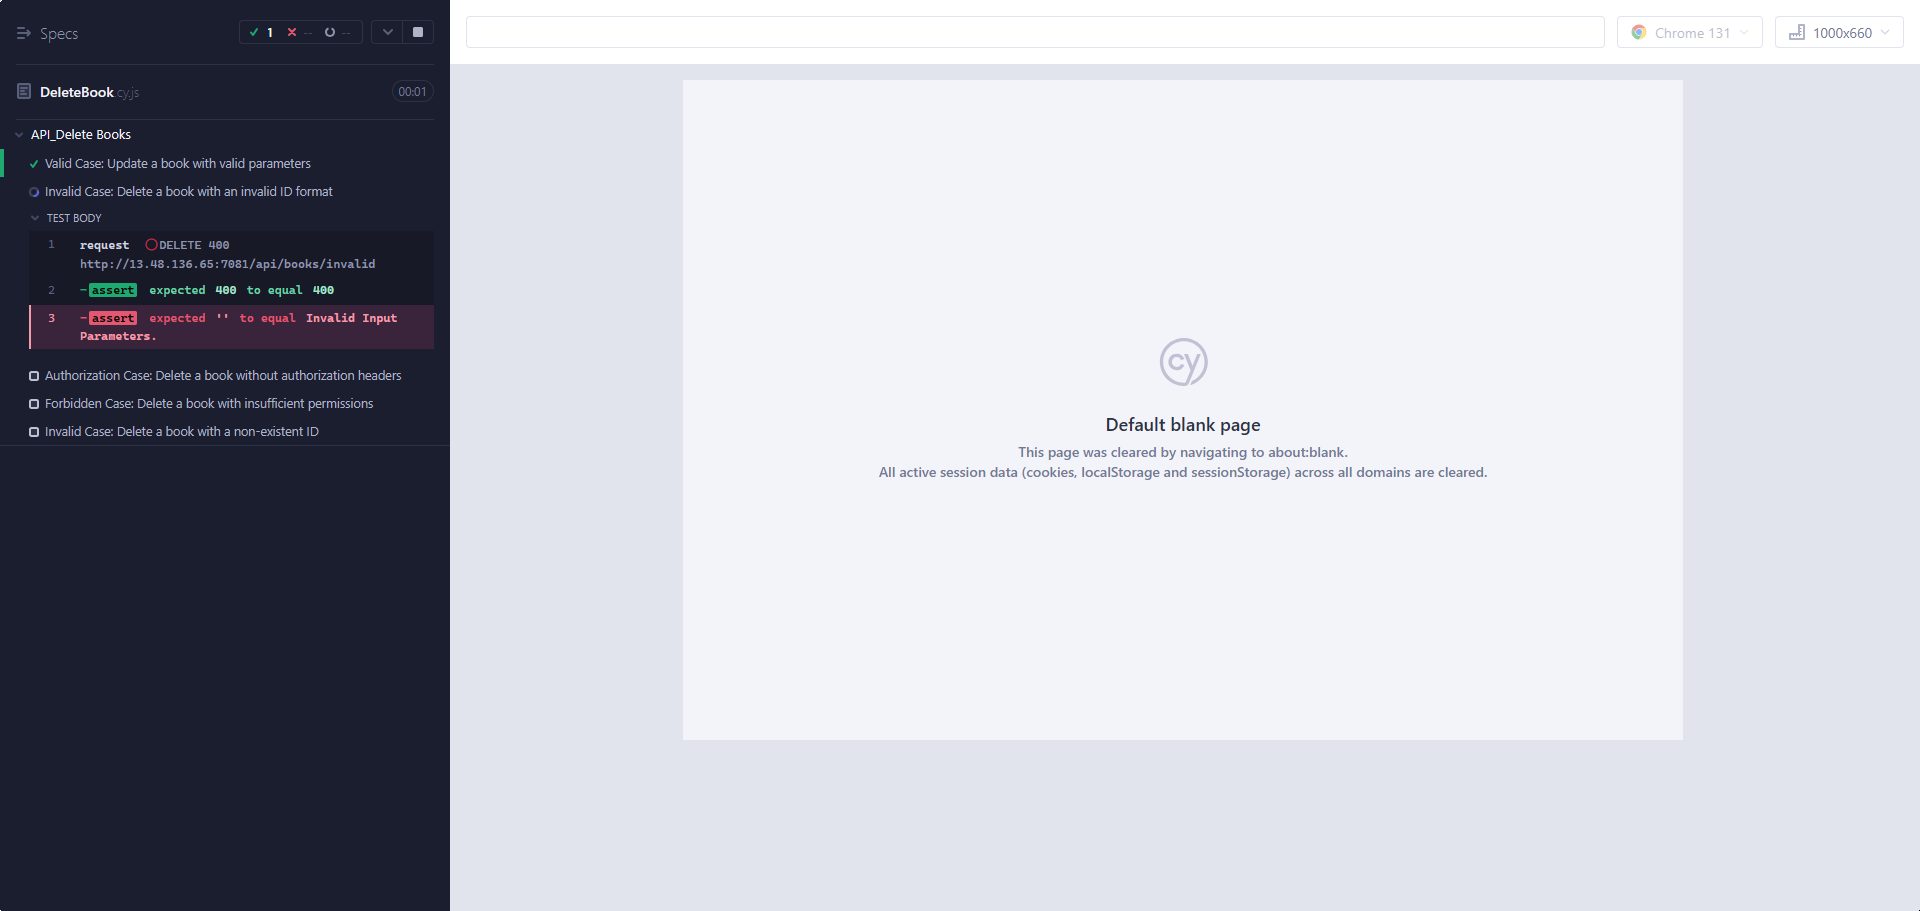 Specs
1 -- --
DeleteBook.cy.js
00:01
API_Delete Books
Valid Case: Update a book with valid parameters
Invalid Case: Delete a book with an invalid ID format
TEST BODY
1 request DELETE 400
http://13.48.136.65:7081/api/books/invalid
2 -assert expected 400 to equal 400
3 -assert expected '' to equal Invalid Input
Parameters.
Authorization Case: Delete a book without authorization headers
Forbidden Case: Delete a book with insufficient permissions
Invalid Case: Delete a book with a non-existent ID
Chrome 131
1000x660
cy
Default blank page
This page was cleared by navigating to about:blank.
All active session data (cookies, localStorage and sessionStorage) across all domains are cleared.